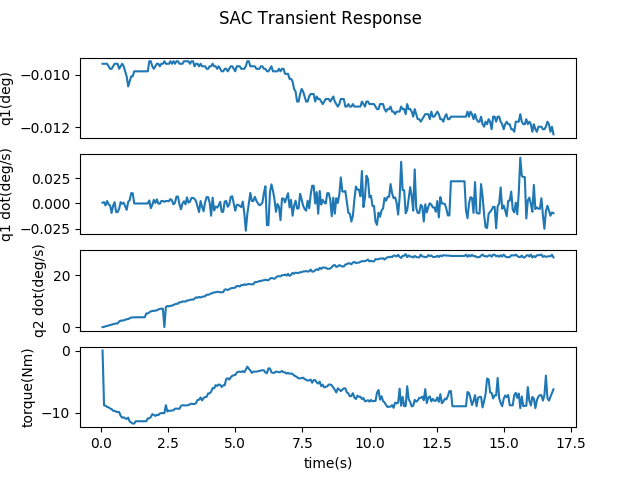 SAC Transient Response
q1(deg)
−0.010
−0.012
q1 dot(deg/s)
0.025
0.000
−0.025
q2 dot(deg/s)
20
0
torque(Nm)
0
−10
0.0 2.5 5.0 7.5 10.0 12.5 15.0 17.5
time(s)